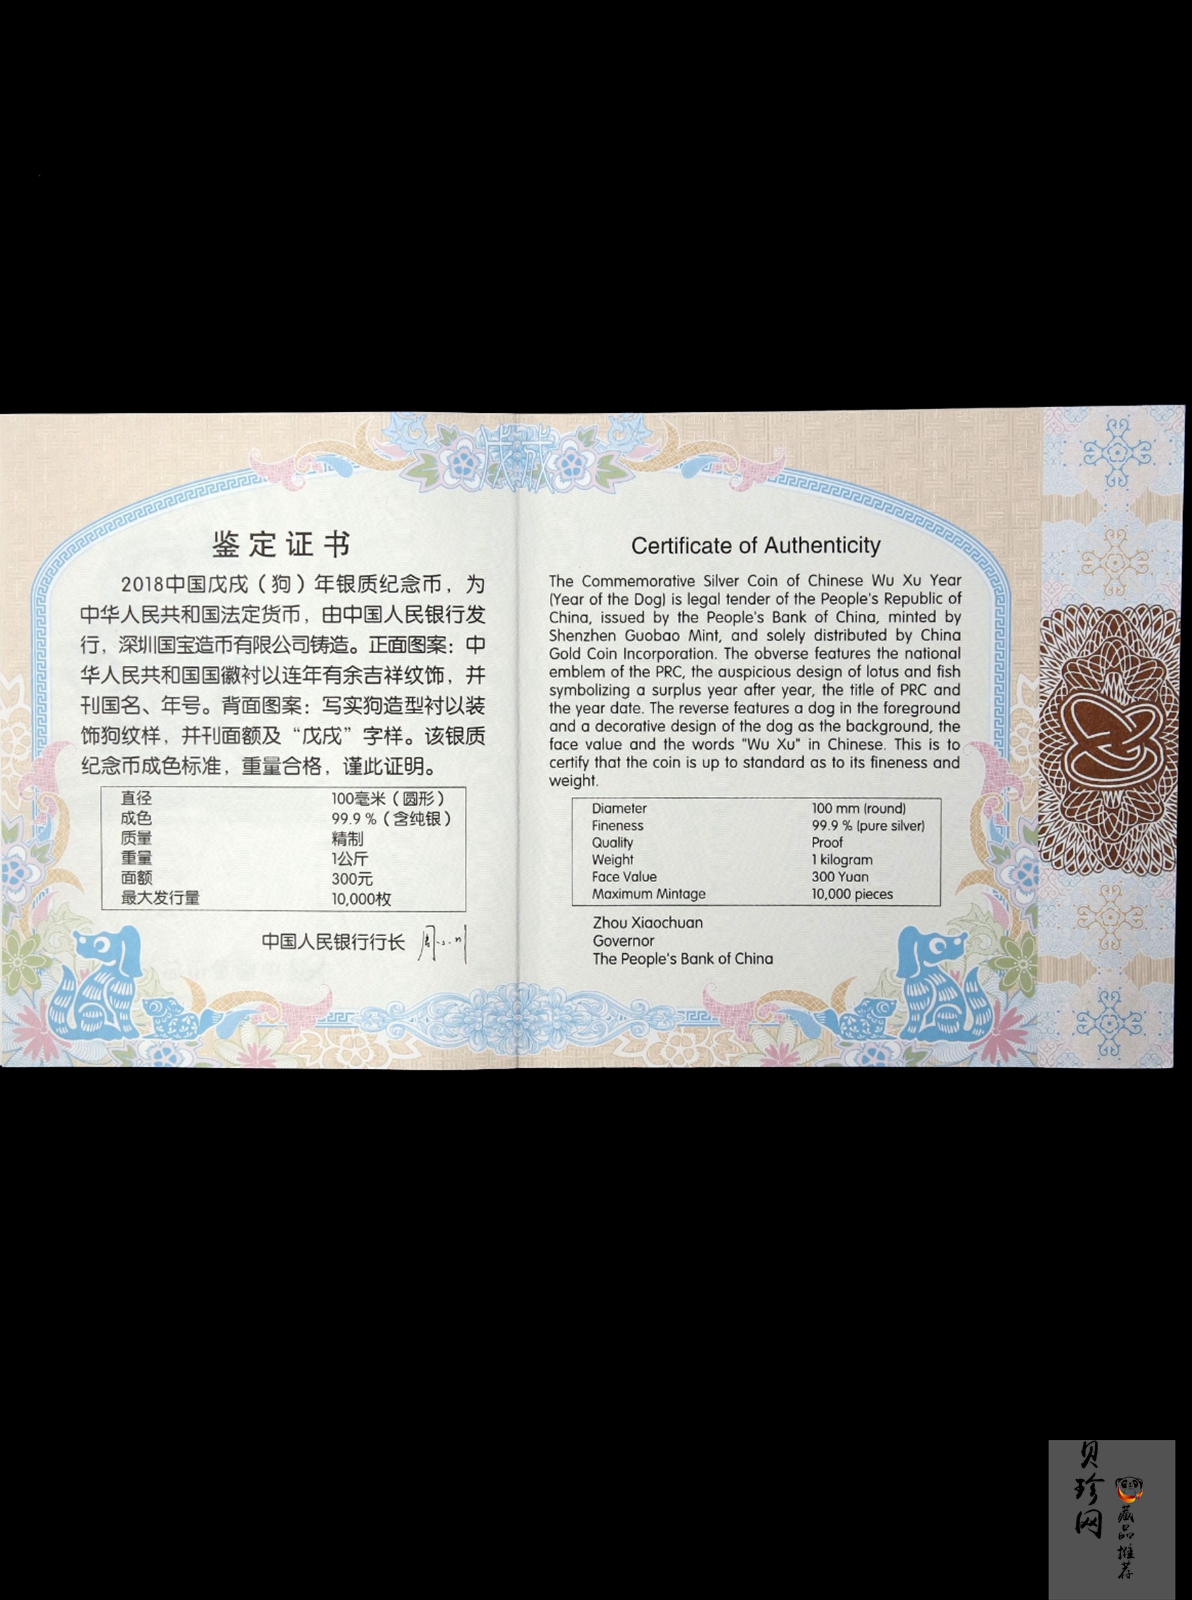 戊戌
鉴定证书
2018中国戊戌（狗）年银质纪念币，为
中华人民共和国法定货币，由中国人民银行发
行，深圳国宝造币有限公司铸造。正面图案：中
华人民共和国国徽衬以连年有余吉祥纹饰，并
刊国名、年号。背面图案：写实狗造型衬以装
饰狗纹样，并刊面额及“戊戌”字样。该银质
纪念币成色标准，重量合格，谨此证明。
直径 100毫米（圆形）
成色 99.9 %（含纯银）
质量 精制
重量 1公斤
面额 300元
最大发行量 10,000枚
中国人民银行行长
Certificate of Authenticity
The Commemorative Silver Coin of Chinese Wu Xu Year
(Year of the Dog) is legal tender of the People's Republic of
China, issued by the People's Bank of China, minted by
Shenzhen Guobao Mint, and solely distributed by China
Gold Coin Incorporation. The obverse features the national
emblem of the PRC, the auspicious design of lotus and fish
symbolizing a surplus year after year, the title of PRC and
the year date. The reverse features a dog in the foreground
and a decorative design of the dog as the background, the
face value and the words "Wu Xu" in Chinese. This is to
certify that the coin is up to standard as to its fineness and
weight.
Diameter 100 mm (round)
Fineness 99.9 % (pure silver)
Quality Proof
Weight 1 kilogram
Face Value 300 Yuan
Maximum Mintage 10,000 pieces
Zhou Xiaochuan
Governor
The People's Bank of China
贝珍网
藏品推荐